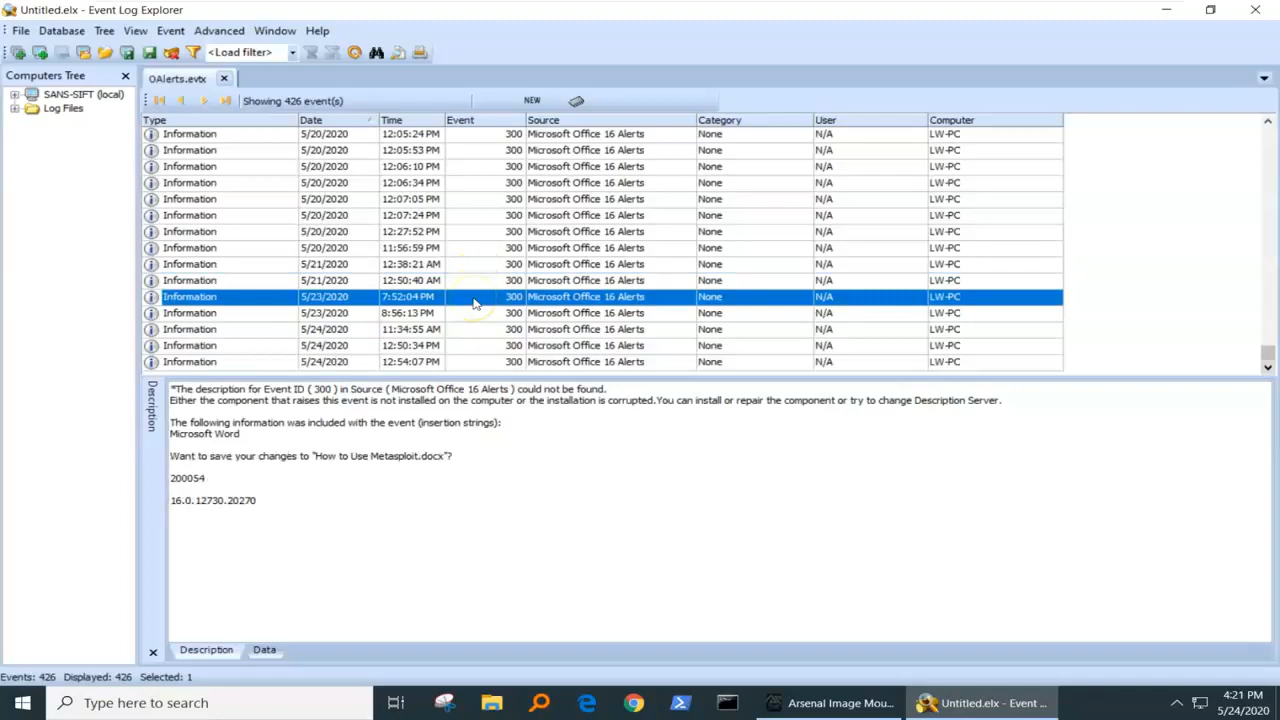 Untitled.elx - Event Log Explorer
File Database Tree View Event Advanced Window Help
<Load filter>
Computers Tree
SANS-SIFT (local)
Log Files
OAlerts.evtx
Showing 426 event(s) NEW
Type Date Time Event Source Category User Computer
Information 5/20/2020 12:05:24 PM 300 Microsoft Office 16 Alerts None N/A LW-PC
Information 5/20/2020 12:05:53 PM 300 Microsoft Office 16 Alerts None N/A LW-PC
Information 5/20/2020 12:06:10 PM 300 Microsoft Office 16 Alerts None N/A LW-PC
Information 5/20/2020 12:06:34 PM 300 Microsoft Office 16 Alerts None N/A LW-PC
Information 5/20/2020 12:07:05 PM 300 Microsoft Office 16 Alerts None N/A LW-PC
Information 5/20/2020 12:07:24 PM 300 Microsoft Office 16 Alerts None N/A LW-PC
Information 5/20/2020 12:27:52 PM 300 Microsoft Office 16 Alerts None N/A LW-PC
Information 5/20/2020 11:56:59 PM 300 Microsoft Office 16 Alerts None N/A LW-PC
Information 5/21/2020 12:38:21 AM 300 Microsoft Office 16 Alerts None N/A LW-PC
Information 5/21/2020 12:50:40 AM 300 Microsoft Office 16 Alerts None N/A LW-PC
Information 5/23/2020 7:52:04 PM 300 Microsoft Office 16 Alerts None N/A LW-PC
Information 5/23/2020 8:56:13 PM 300 Microsoft Office 16 Alerts None N/A LW-PC
Information 5/24/2020 11:34:55 AM 300 Microsoft Office 16 Alerts None N/A LW-PC
Information 5/24/2020 12:50:34 PM 300 Microsoft Office 16 Alerts None N/A LW-PC
Information 5/24/2020 12:54:07 PM 300 Microsoft Office 16 Alerts None N/A LW-PC
Description
*The description for Event ID ( 300 ) in Source ( Microsoft Office 16 Alerts ) could not be found.
Either the component that raises this event is not installed on the computer or the installation is corrupted.You can install or repair the component or try to change Description Server.
The following information was included with the event (insertion strings):
Microsoft Word
Want to save your changes to "How to Use Metasploit.docx"?
200054
16.0.12730.20270
Description Data
Events: 426 Displayed: 426 Selected: 1
Type here to search
Arsenal Image Mou...
Untitled.elx - Event ...
4:21 PM
5/24/2020